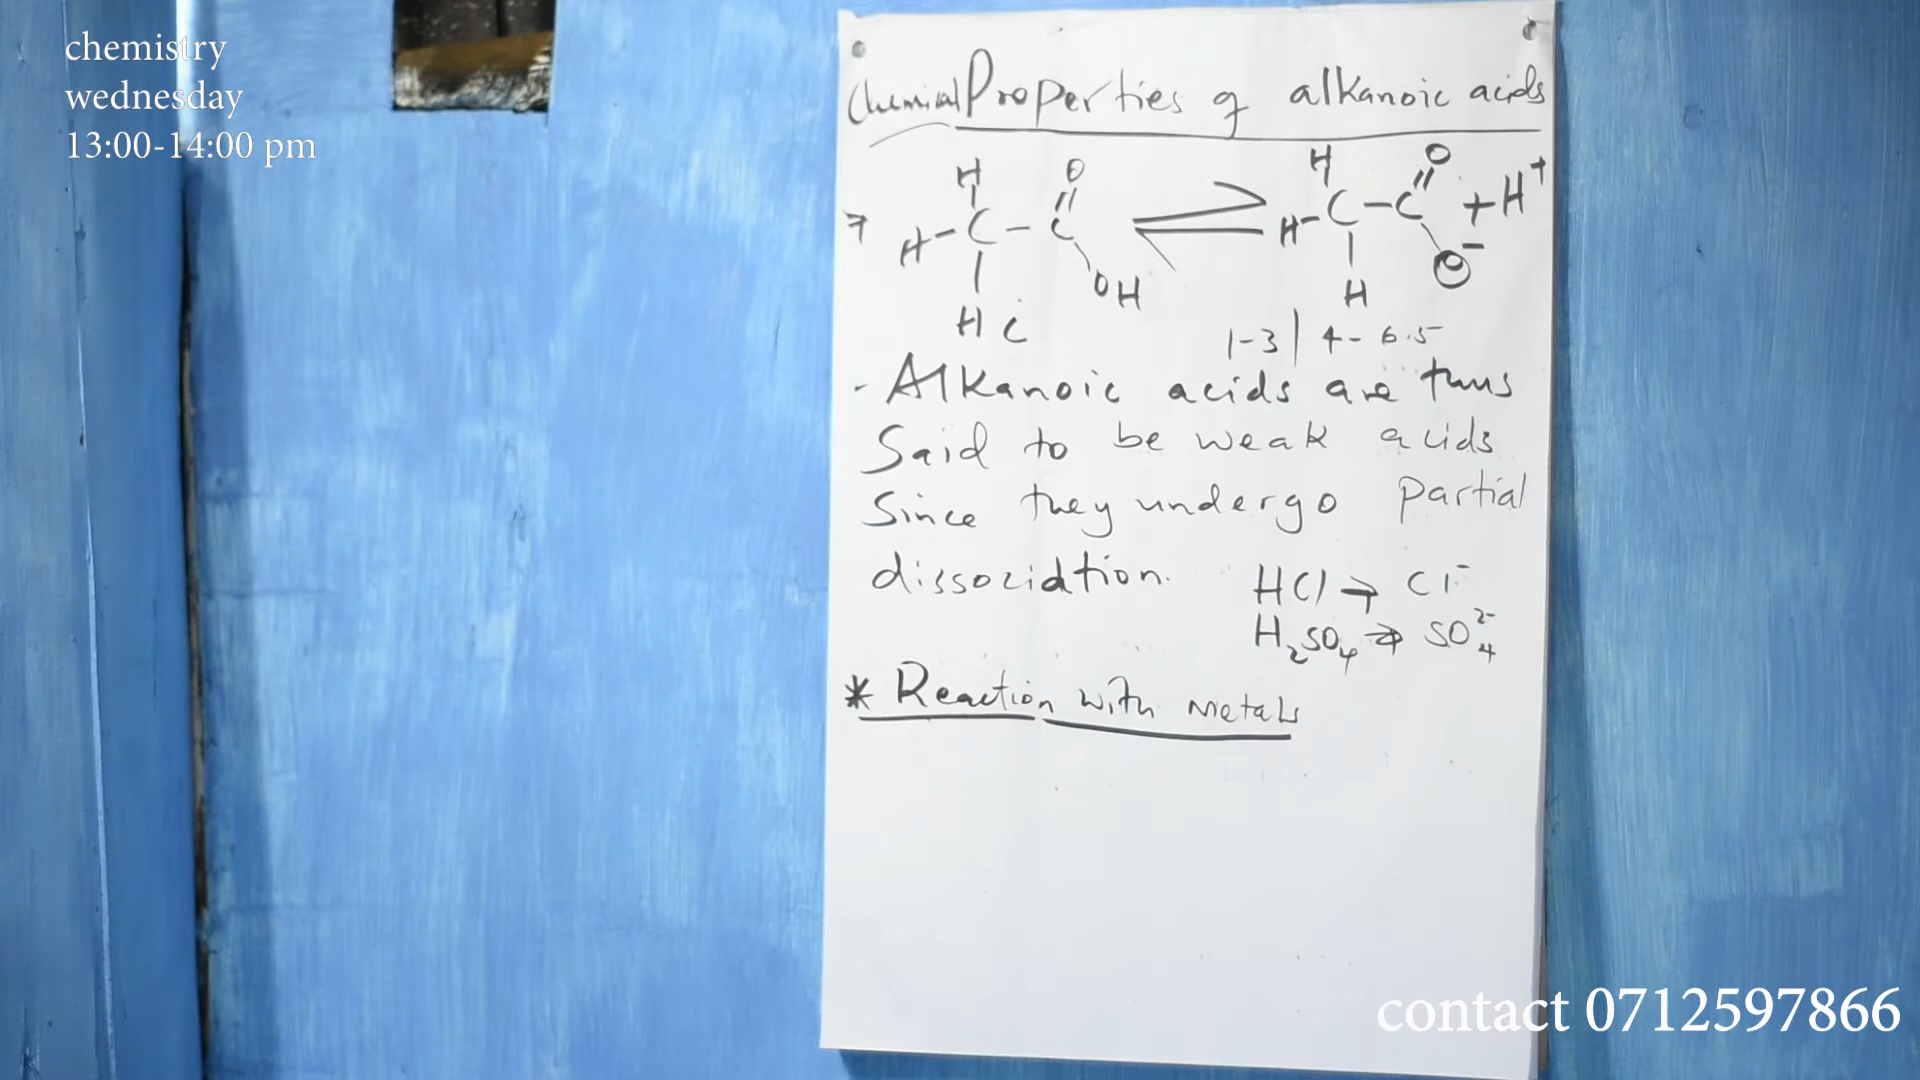 chemistry
wednesday
13:00-14:00 pm
Chemical Properties of alkanoic acids
H O H O
H - C - C ⇌ H - C - C + H⁺
OH O⁻
H C H
1-3 | 4 - 6.5
- Alkanoic acids are thus
Said to be weak acids
Since they undergo Partial
dissociation.
HCl → Cl⁻
H₂SO₄ → SO₄²⁻
* Reaction with metals
contact 0712597866